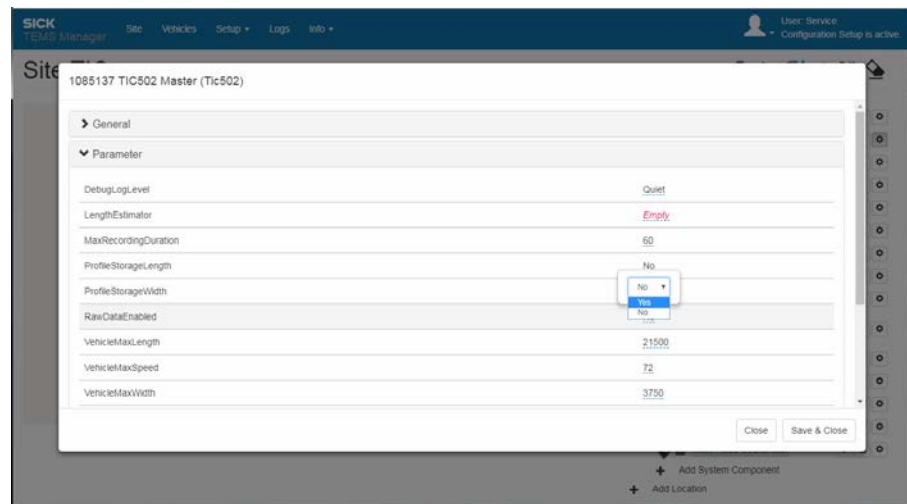 SICK
TEMS Manager
Site Vehicles Setup Logs Info
User: Service
Configuration Setup is active.
Site
1085137 TIC502 Master (Tic502)
General
Parameter
DebugLogLevel Quiet
LengthEstimator Empty
MaxRecordingDuration 60
ProfileStorageLength No
ProfileStorageWidth No
Yes
No
RawDataEnabled
VehicleMaxLength 21500
VehicleMaxSpeed 72
VehicleMaxWidth 3750
Close Save & Close
Add System Component
Add Location